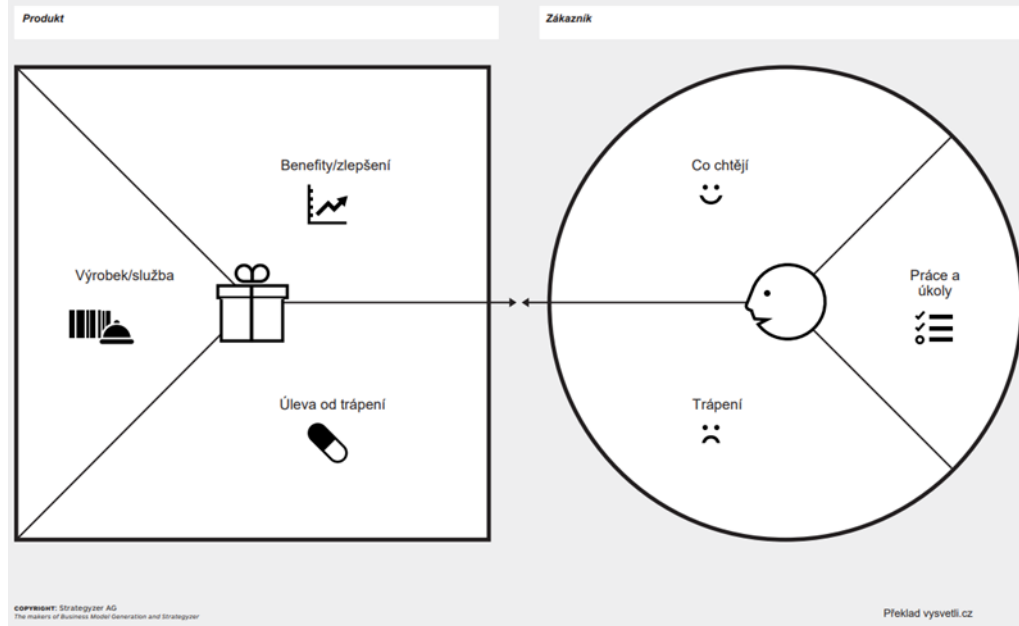 Produkt
Zákazník
Benefity/zlepšení
Výrobek/služba
Úleva od trápení
Co chtějí
Práce a
úkoly
Trápení
COPYRIGHT: Strategyzer AG
The makers of Business Model Generation and Strategyzer
Překlad vysvetli.cz